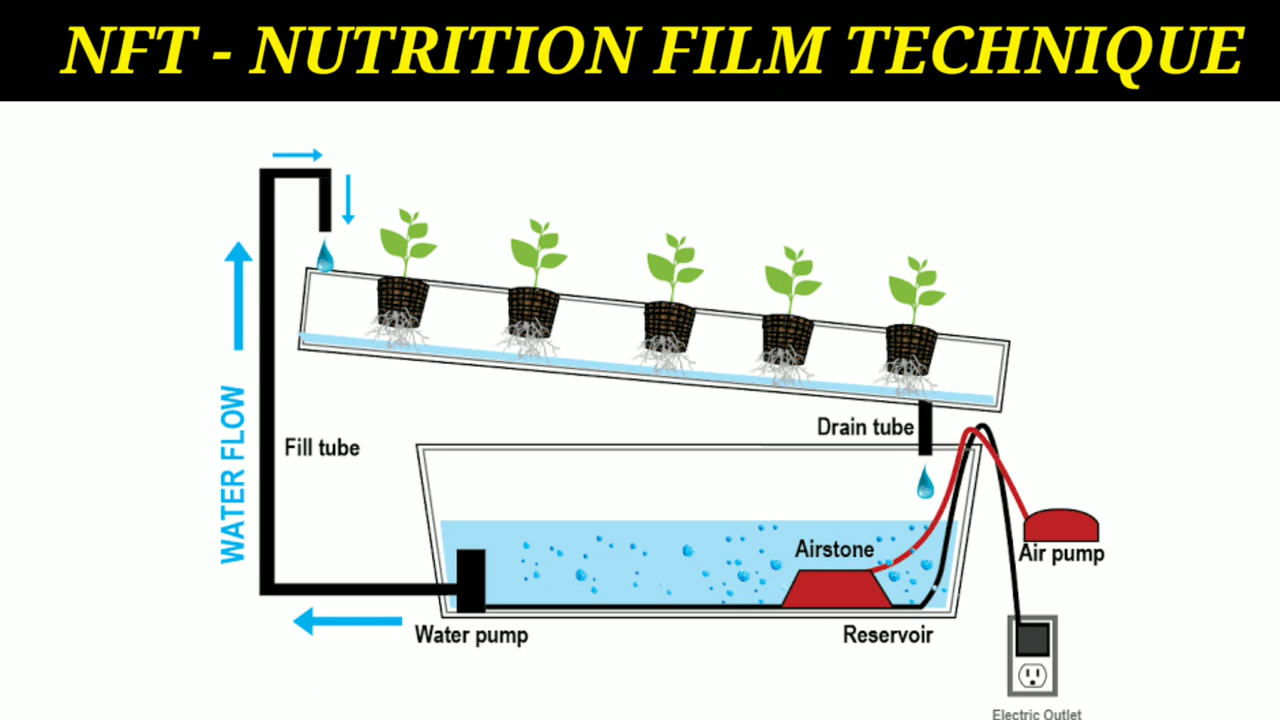 NFT - NUTRITION FILM TECHNIQUE
WATER FLOW
Fill tube
Drain tube
Airstone
Air pump
Water pump
Reservoir
Electric Outlet